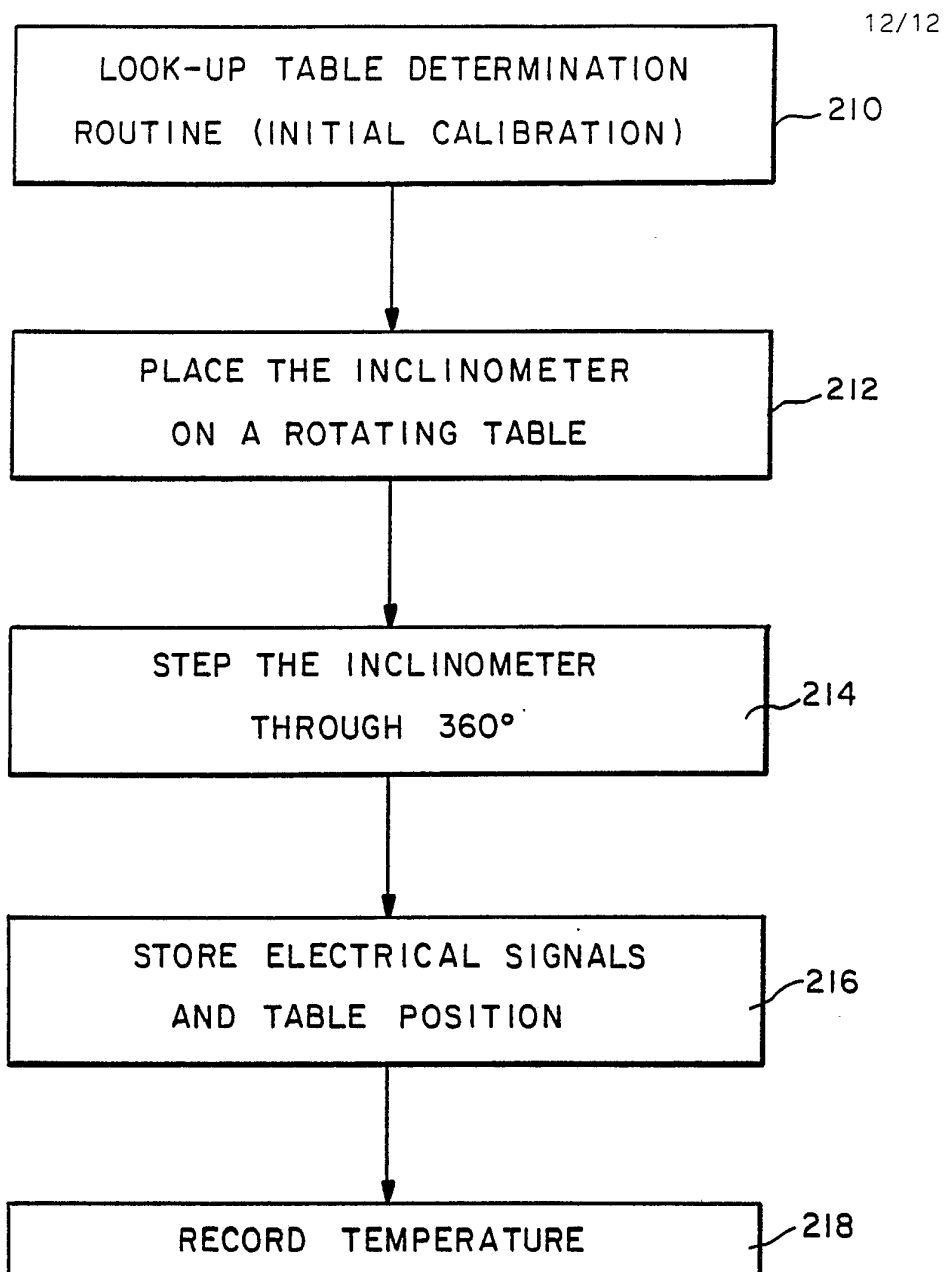 12/12
LOOK-UP TABLE DETERMINATION
ROUTINE (INITIAL CALIBRATION)
210
PLACE THE INCLINOMETER
ON A ROTATING TABLE
212
STEP THE INCLINOMETER
THROUGH 360°
214
STORE ELECTRICAL SIGNALS
AND TABLE POSITION
216
RECORD TEMPERATURE
218